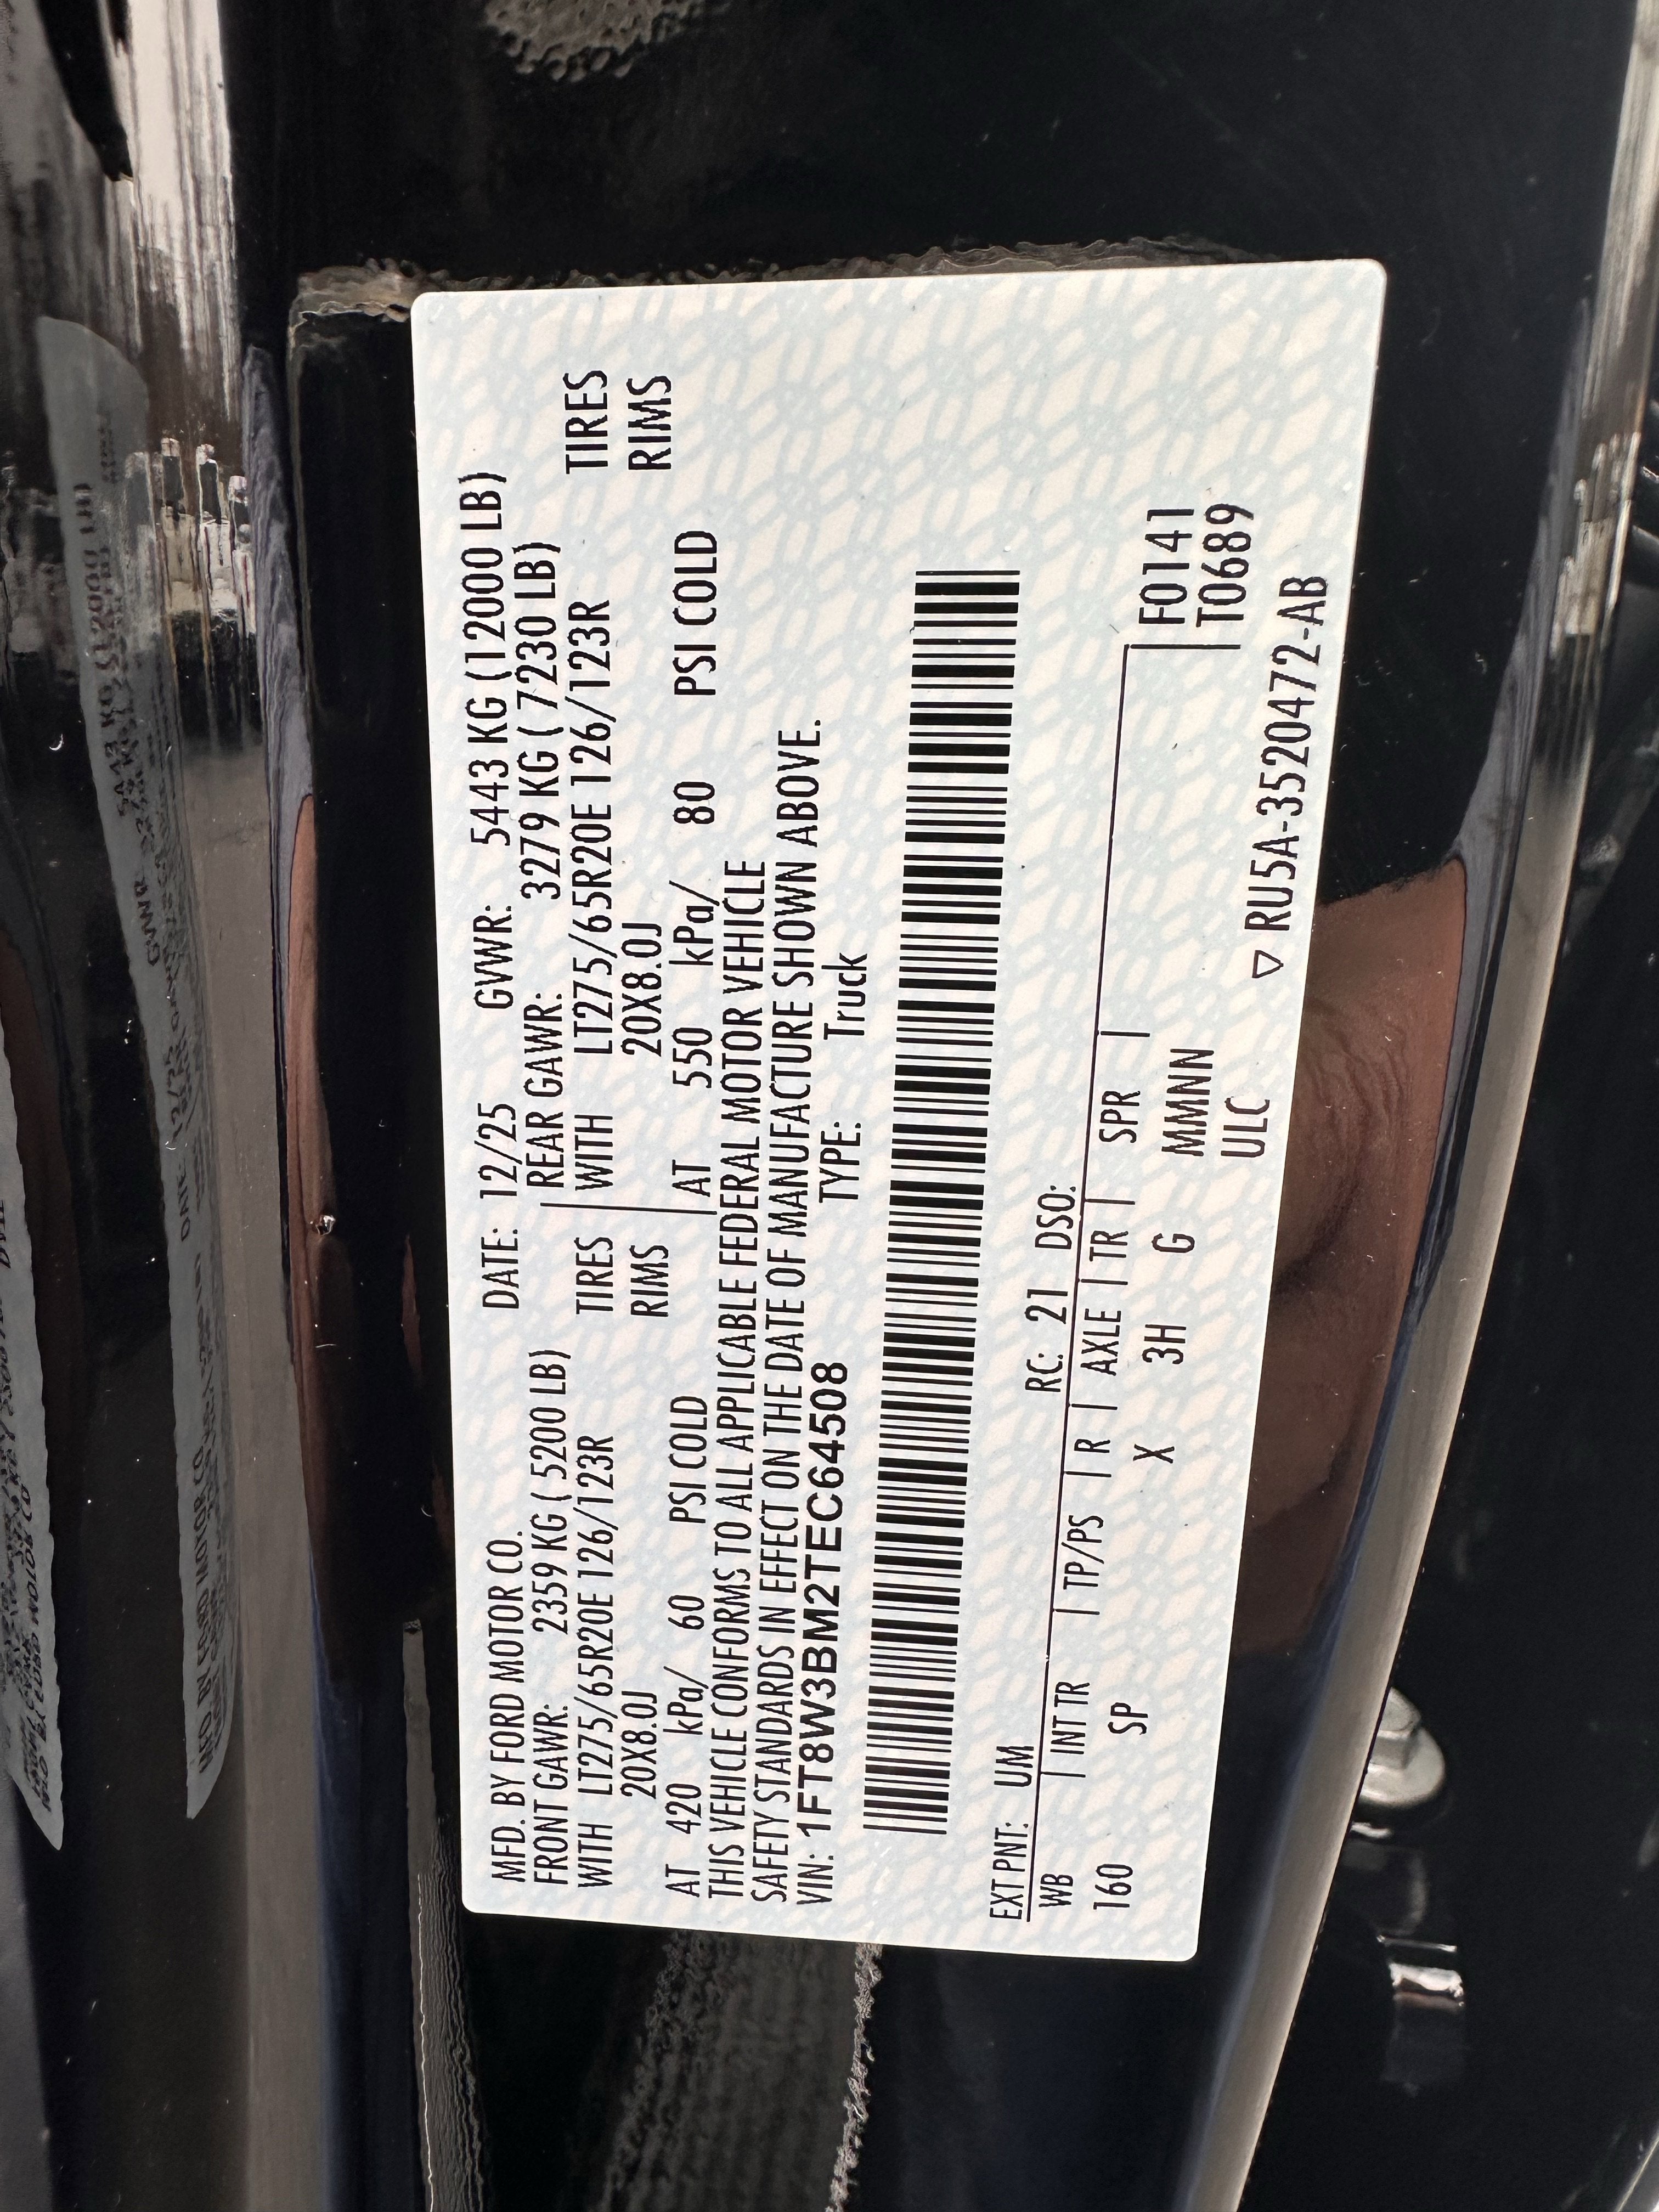 MFD. BY FORD MOTOR CO. DATE: 12/25 GVWR: 5443 KG (12000 LB)
FRONT GAWR: 2359 KG ( 5200 LB) REAR GAWR: 3279 KG ( 7230 LB)
WITH LT275/65R20E 126/123R TIRES WITH LT275/65R20E 126/123R TIRES
20X8.0J RIMS 20X8.0J RIMS
AT 420 kPa/ 60 PSI COLD AT 550 kPa/ 80 PSI COLD
THIS VEHICLE CONFORMS TO ALL APPLICABLE FEDERAL MOTOR VEHICLE
SAFETY STANDARDS IN EFFECT ON THE DATE OF MANUFACTURE SHOWN ABOVE.
VIN: 1FT8W3BM2TEC64508 TYPE: Truck
EXT PNT: UM RC: 21 DSO:
WB INT TR TP/PS R AXLE TR SPR F0141
160 SP X 3H G MMNN T0689
ULC
▽ RU5A-3520472-AB